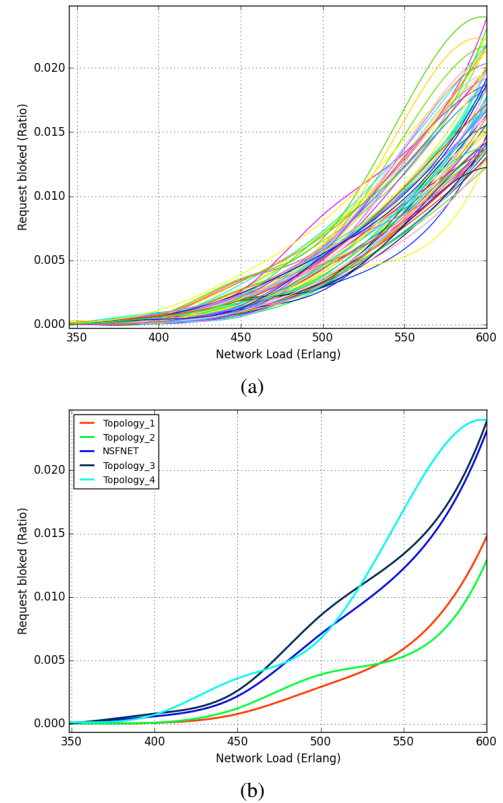 0.020
0.015
0.010
0.005
0.000
Request bloked (Ratio)
350 400 450 500 550 600
Network Load (Erlang)
(a)
Topology_1
Topology_2
NSFNET
Topology_3
Topology_4
0.020
0.015
0.010
0.005
0.000
Request bloked (Ratio)
350 400 450 500 550 600
Network Load (Erlang)
(b)